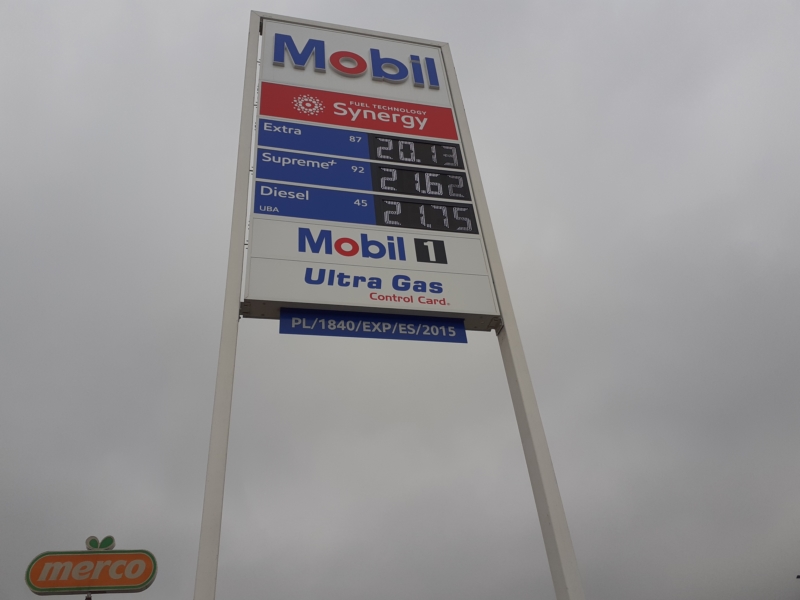 Mobil
FUEL TECHNOLOGY
Synergy
Extra 87 20.13
Supreme+ 92 21.62
Diesel 45 21.75
UBA
Mobil 1
Ultra Gas
Control Card®
PL/1840/EXP/ES/2015
merco